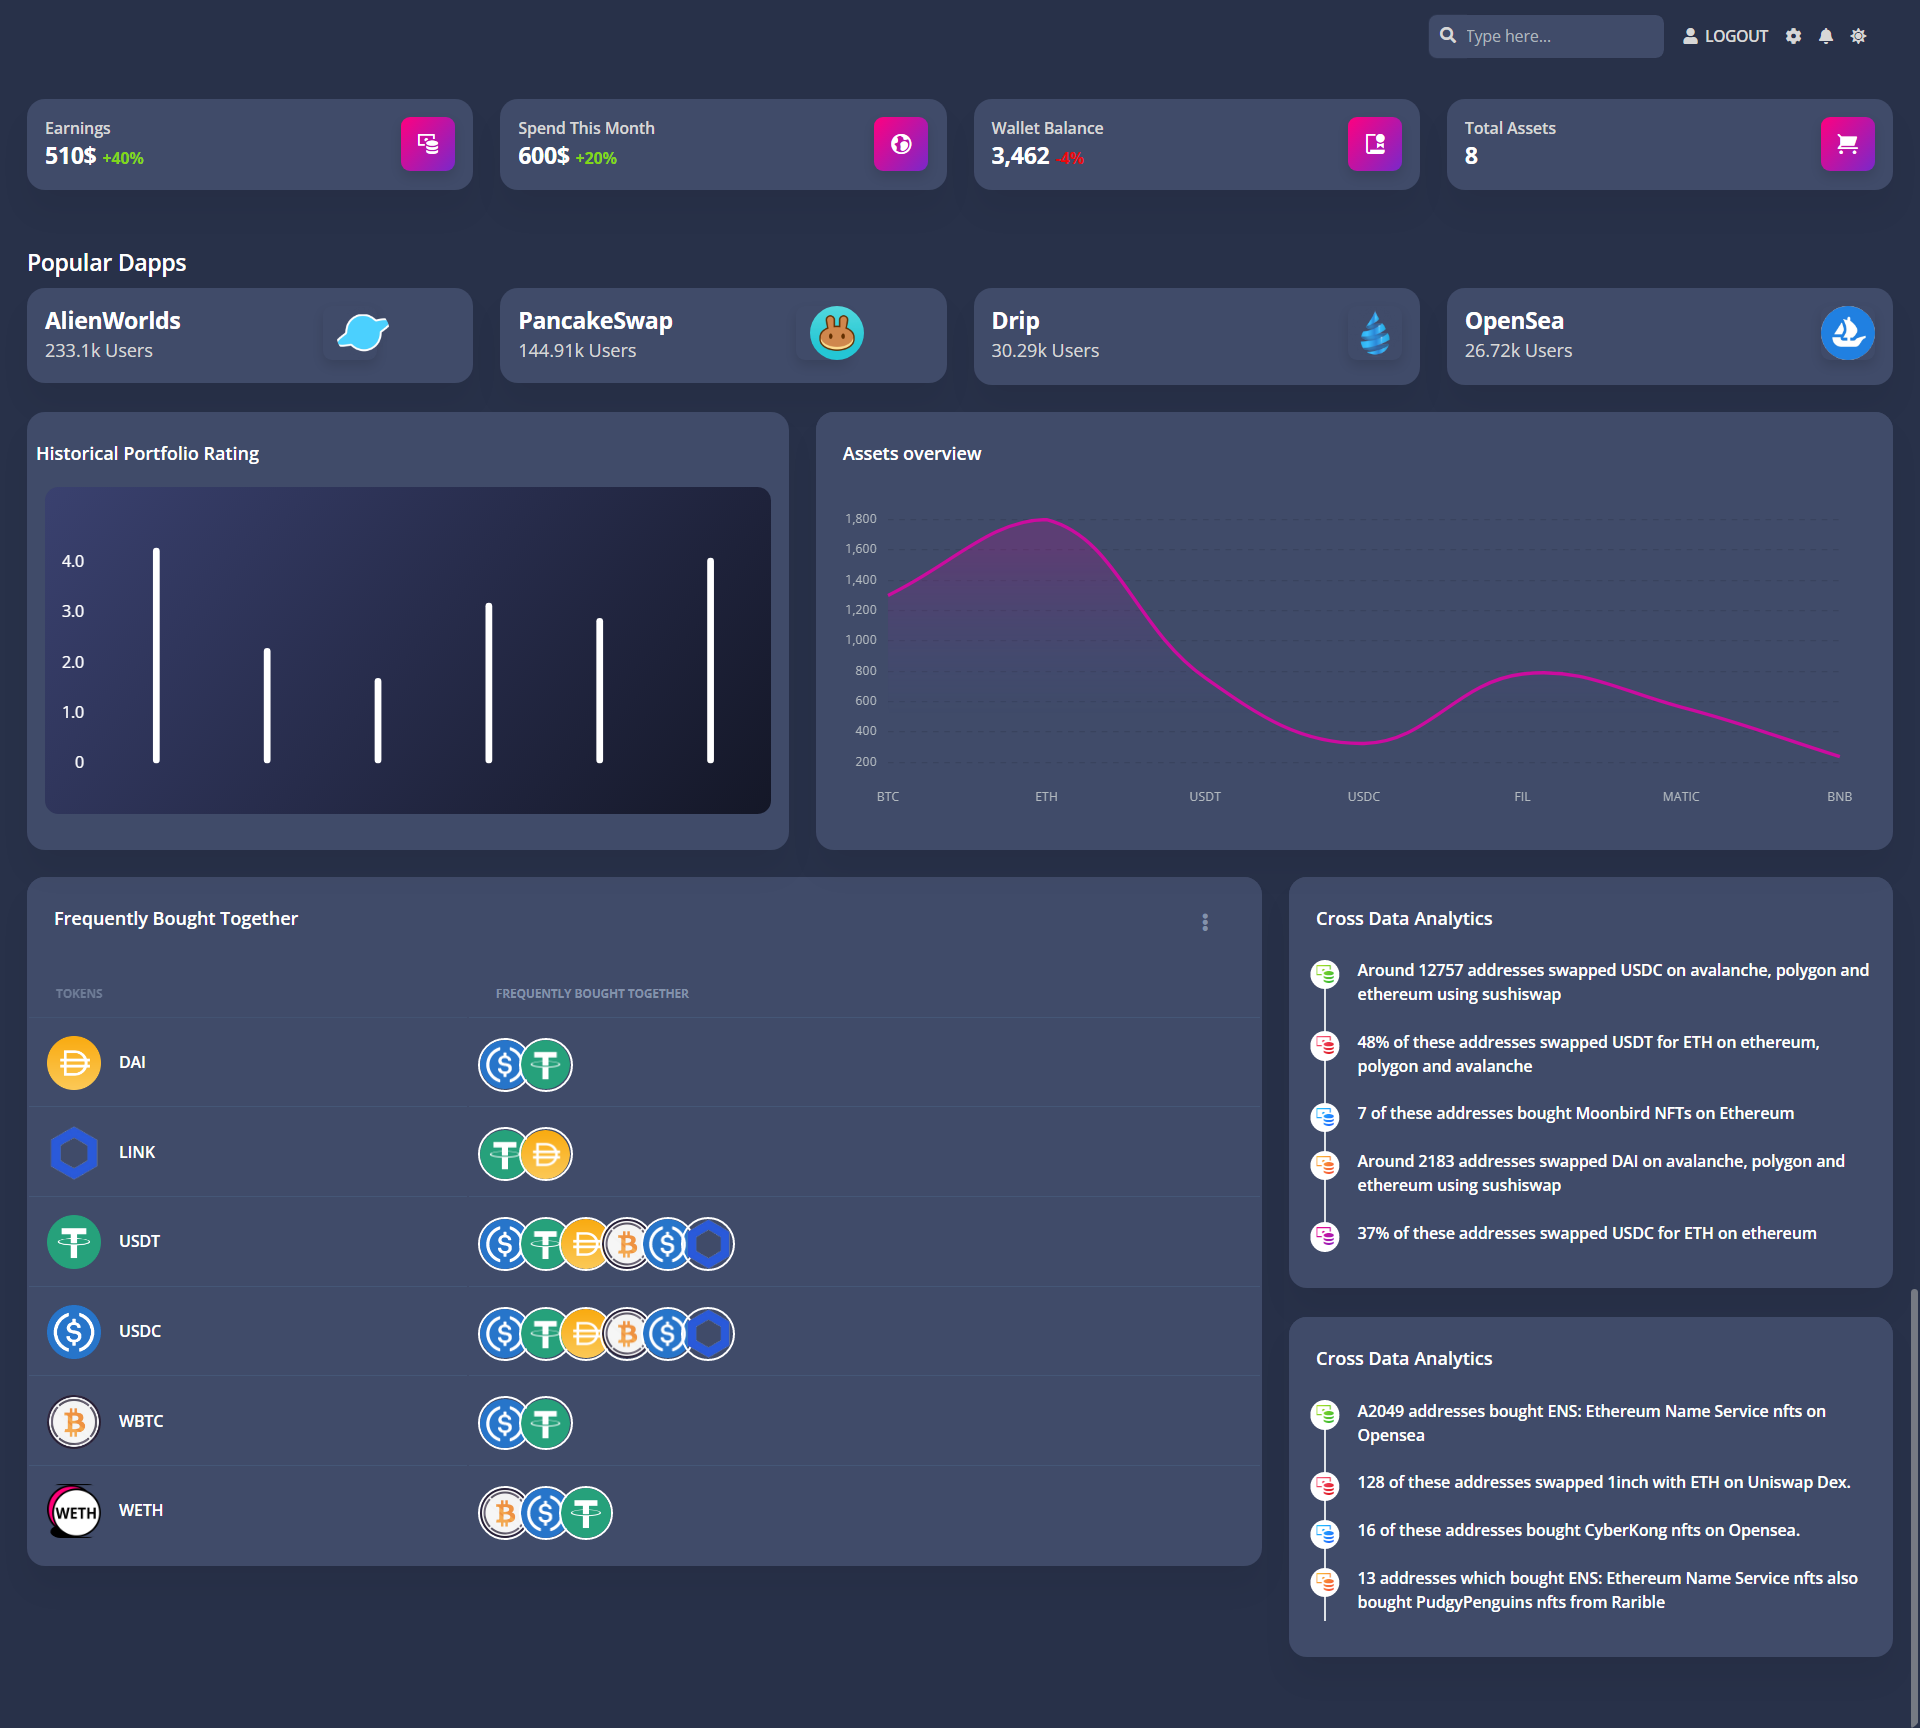 Type here...
LOGOUT
Earnings
510$ +40%
Spend This Month
600$ +20%
Wallet Balance
3,462 -4%
Total Assets
8
Popular Dapps
AlienWorlds
233.1k Users
PancakeSwap
144.91k Users
Drip
30.29k Users
OpenSea
26.72k Users
Historical Portfolio Rating
4.0
3.0
2.0
1.0
0
Assets overview
1,800
1,600
1,400
1,200
1,000
800
600
400
200
BTC ETH USDT USDC FIL MATIC BNB
Frequently Bought Together
TOKENS FREQUENTLY BOUGHT TOGETHER
DAI
LINK
USDT
USDC
WBTC
WETH WETH
Cross Data Analytics
Around 12757 addresses swapped USDC on avalanche, polygon and
ethereum using sushiswap
48% of these addresses swapped USDT for ETH on ethereum,
polygon and avalanche
7 of these addresses bought Moonbird NFTs on Ethereum
Around 2183 addresses swapped DAI on avalanche, polygon and
ethereum using sushiswap
37% of these addresses swapped USDC for ETH on ethereum
Cross Data Analytics
A2049 addresses bought ENS: Ethereum Name Service nfts on
Opensea
128 of these addresses swapped 1inch with ETH on Uniswap Dex.
16 of these addresses bought CyberKong nfts on Opensea.
13 addresses which bought ENS: Ethereum Name Service nfts also
bought PudgyPenguins nfts from Rarible